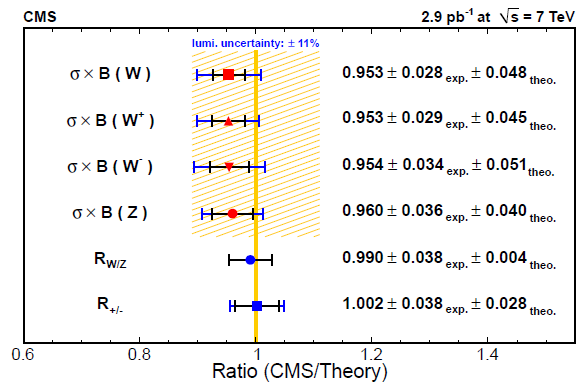 CMS 2.9 pb⁻¹ at √s = 7 TeV
lumi. uncertainty: ± 11%
σ × B ( W ) 0.953 ± 0.028 exp. ± 0.048 theo.
σ × B ( W⁺ ) 0.953 ± 0.029 exp. ± 0.045 theo.
σ × B ( W⁻ ) 0.954 ± 0.034 exp. ± 0.051 theo.
σ × B ( Z ) 0.960 ± 0.036 exp. ± 0.040 theo.
R W/Z 0.990 ± 0.038 exp. ± 0.004 theo.
R +/- 1.002 ± 0.038 exp. ± 0.028 theo.
0.6 0.8 1 1.2 1.4
Ratio (CMS/Theory)